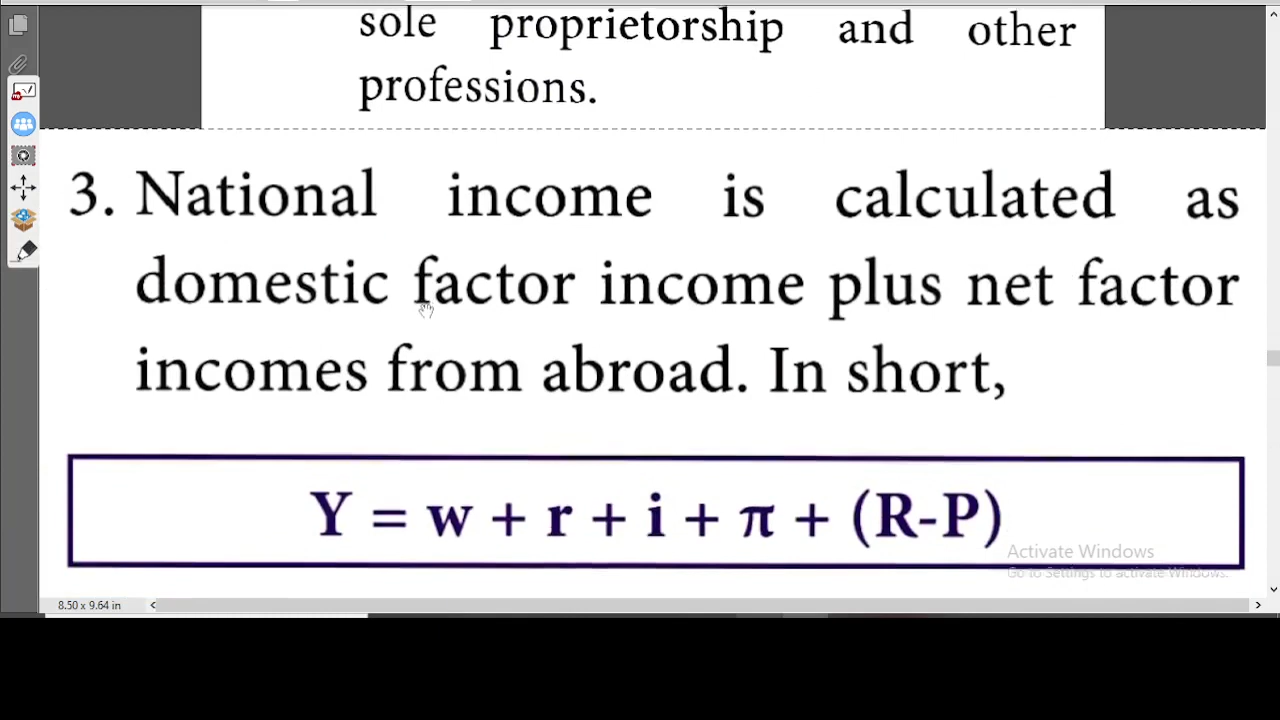 sole proprietorship and other
professions.
3. National income is calculated as
domestic factor income plus net factor
incomes from abroad. In short,
Y = w + r + i + π + (R-P)
Activate Windows
Go to Settings to activate Windows.
8.50 x 9.64 in